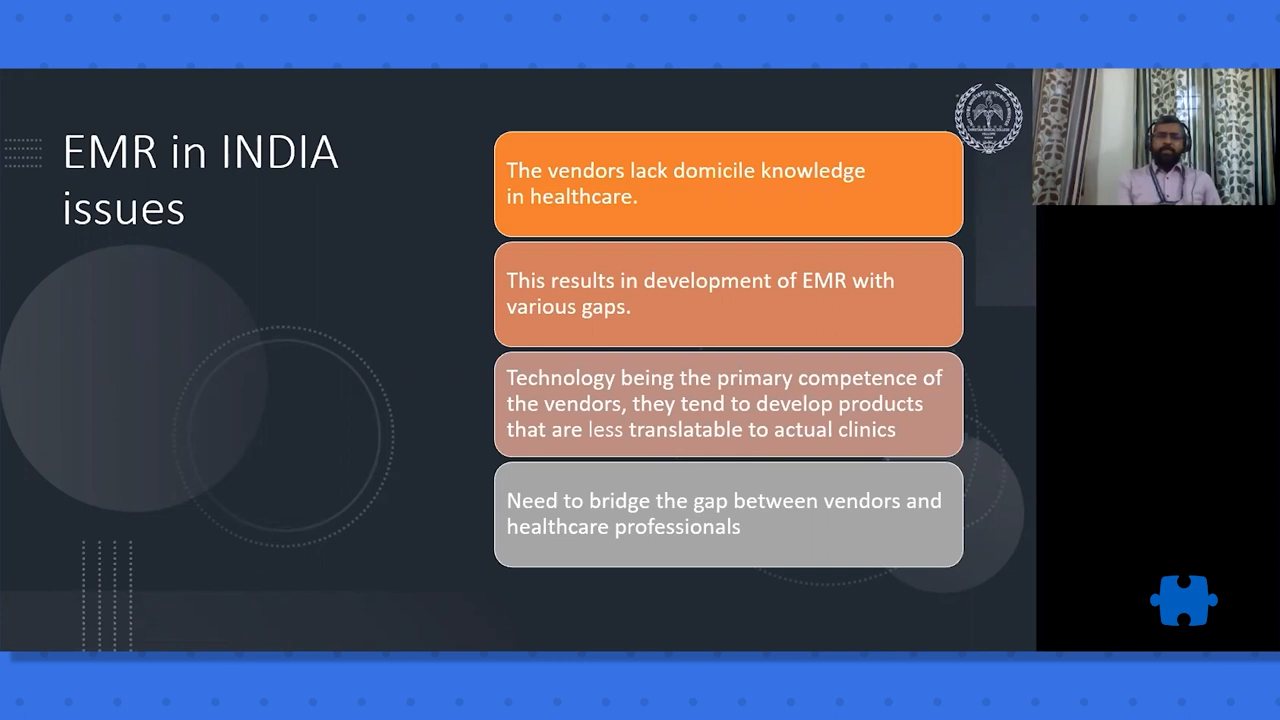 EMR in INDIA
issues
The vendors lack domicile knowledge
in healthcare.
This results in development of EMR with
various gaps.
Technology being the primary competence of
the vendors, they tend to develop products
that are less translatable to actual clinics
Need to bridge the gap between vendors and
healthcare professionals